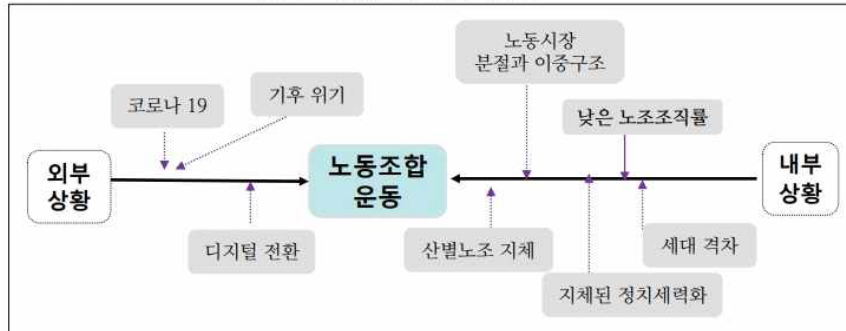 노동시장
분절과 이중구조
코로나 19
기후 위기
낮은 노조조직률
외부
상황
노동조합
운동
내부
상황
디지털 전환
산별노조 지체
세대 격차
지체된 정치세력화